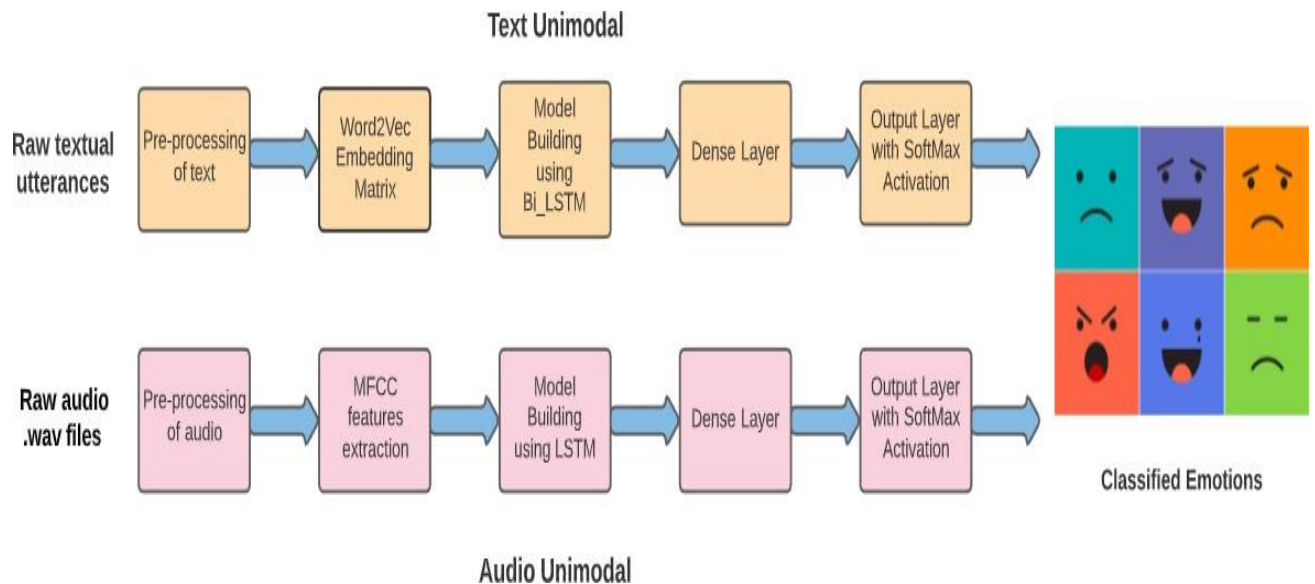 Text Unimodal
Raw textual
utterances
Pre-processing
of text
Word2Vec
Embedding
Matrix
Model
Building
using
Bi_LSTM
Dense Layer
Output Layer
with SoftMax
Activation
Raw audio
.wav files
Pre-processing
of audio
MFCC
features
extraction
Model
Building
using LSTM
Dense Layer
Output Layer
with SoftMax
Activation
Classified Emotions
Audio Unimodal